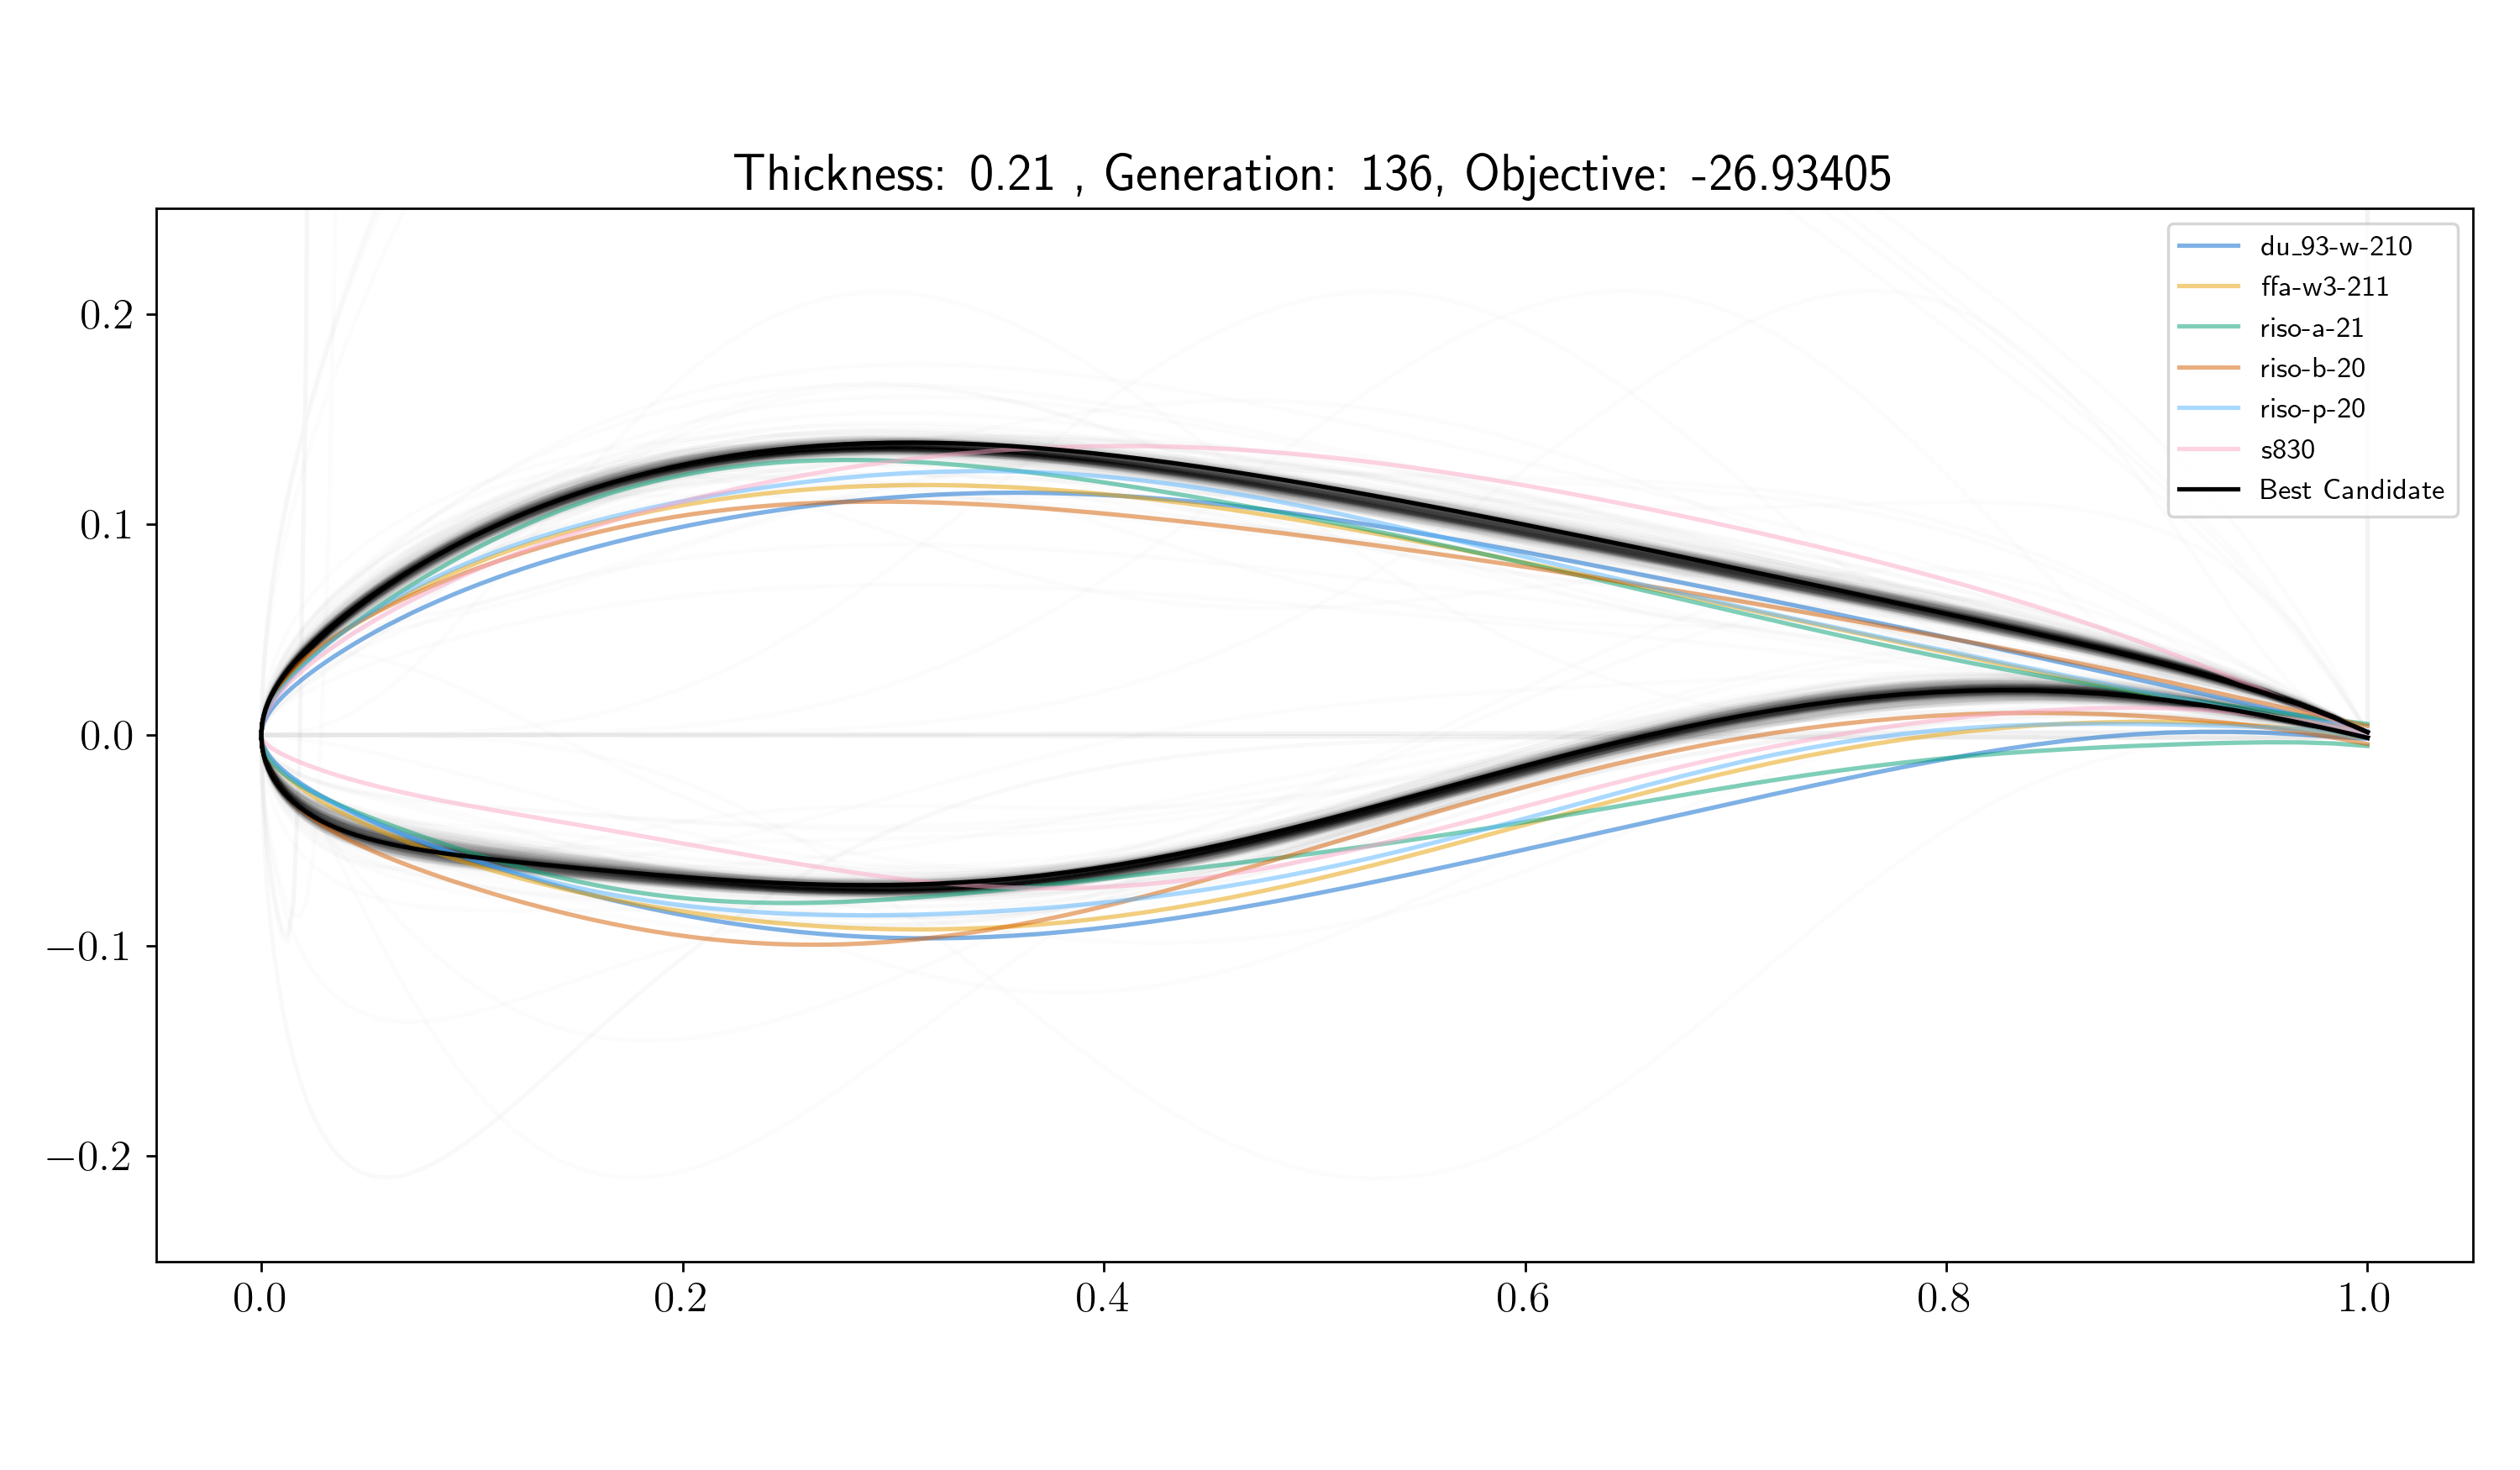 Thickness: 0.21 , Generation: 136, Objective: -26.93405
du_93-w-210
ffa-w3-211
riso-a-21
riso-b-20
riso-p-20
s830
Best Candidate
0.2
0.1
0.0
−0.1
−0.2
0.0 0.2 0.4 0.6 0.8 1.0